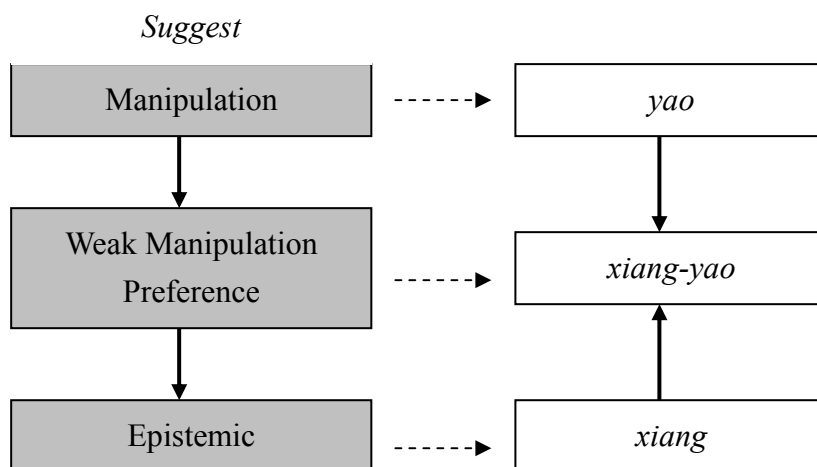 Suggest
Manipulation
yao
Weak Manipulation
Preference
xiang-yao
Epistemic
xiang